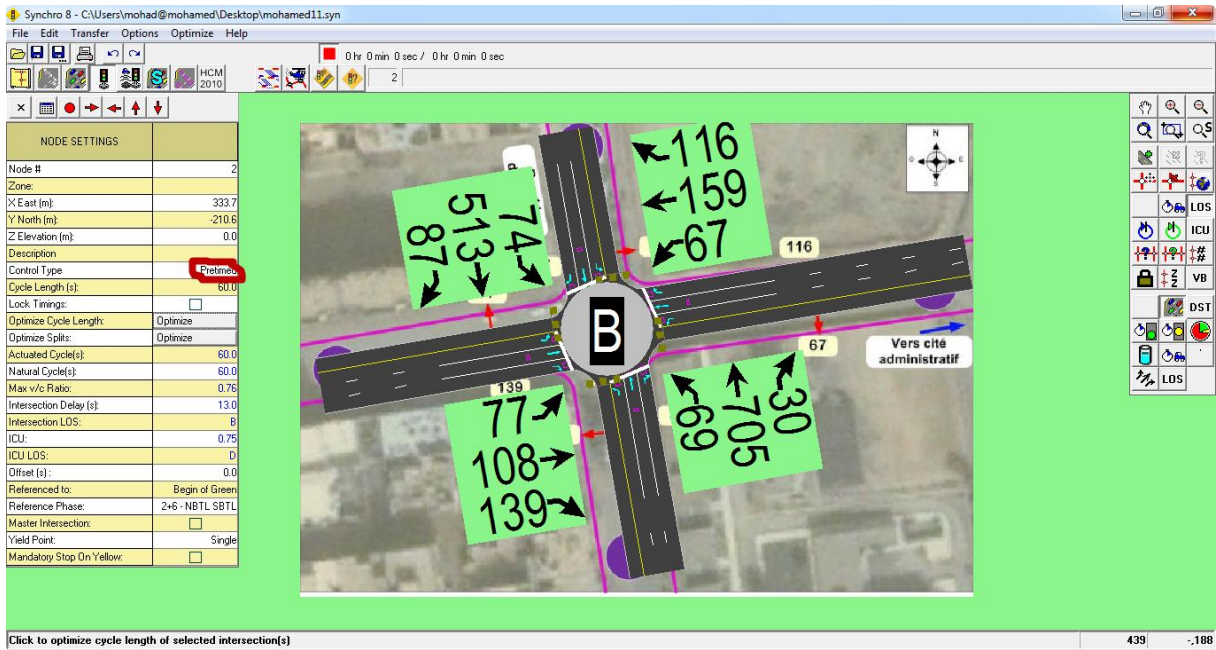 Synchro 8 - C:\Users\mohad@mohamed\Desktop\mohamed11.syn
File Edit Transfer Options Optimize Help
0 hr 0 min 0 sec / 0 hr 0 min 0 sec
HCM
2010
2
NODE SETTINGS
Node # 2
Zone:
X East (m): 333.7
Y North (m): -210.6
Z Elevation (m): 0.0
Description
Control Type Pretimed
Cycle Length (s): 60.0
Lock Timings:
Optimize Cycle Length: Optimize
Optimize Splits: Optimize
Actuated Cycle(s): 60.0
Natural Cycle(s): 60.0
Max v/c Ratio: 0.76
Intersection Delay (s): 13.0
Intersection LOS: B
ICU: 0.75
ICU LOS: D
Offset (s) : 0.0
Referenced to: Begin of Green
Reference Phase: 2+6 - NBTL SBTL
Master Intersection:
Yield Point: Single
Mandatory Stop On Yellow:
87
513
74
116
159
67
N
116
B
67
Vers cité
administratif
139
77
108
139
69
705
30
LOS
ICU
#
Z
Z
VB
DST
LOS
Click to optimize cycle length of selected intersection(s)
439 -,188